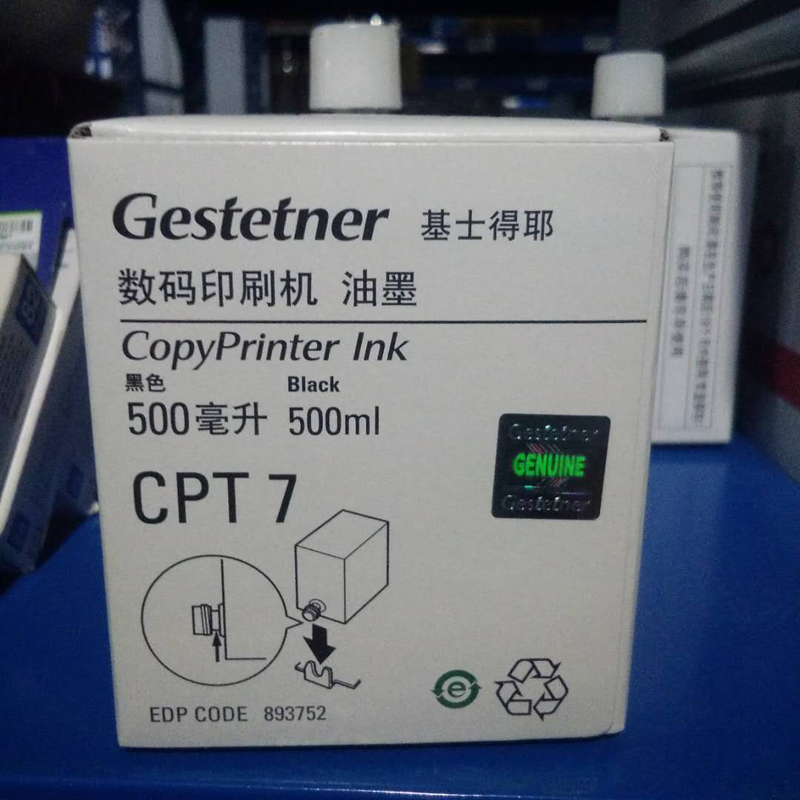 Gestetner 基士得耶
数码印刷机 油墨
CopyPrinter Ink
黑色 Black
500毫升 500ml
CPT 7
Gestetner
GENUINE
Gestetner
e
EDP CODE 893752